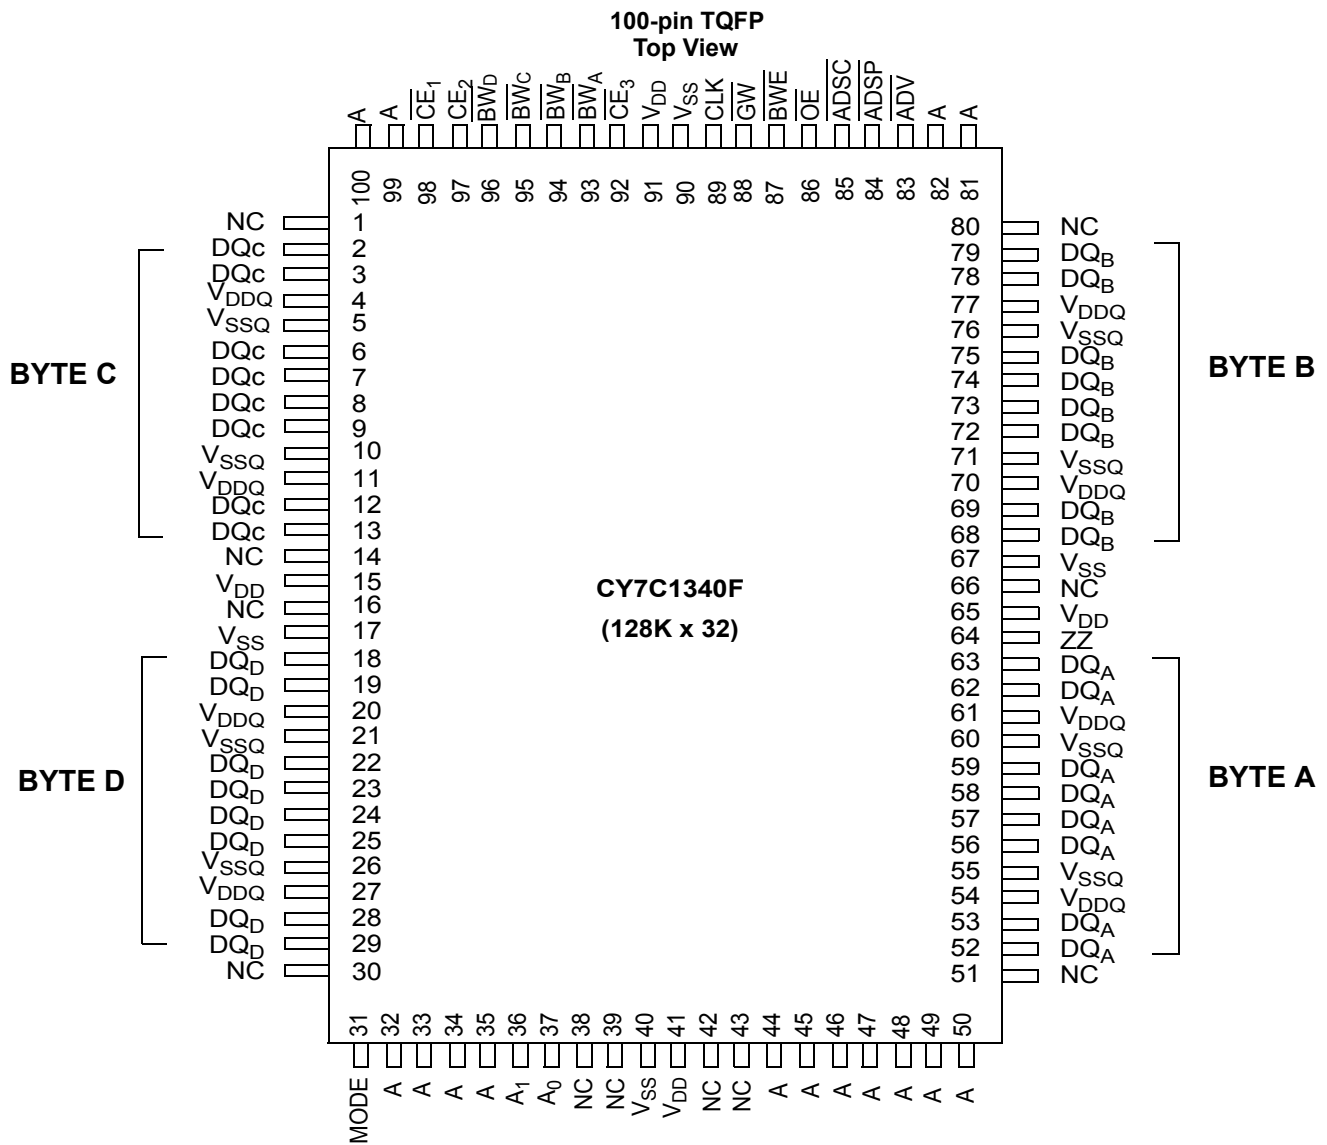 100-pin TQFP
Top View
A A CE1 CE2 BWD BWC BWB BWA CE3 VDD VSS CLK GW BWE OE ADSC ADSP ADV A A
100 99 98 97 96 95 94 93 92 91 90 89 88 87 86 85 84 83 82 81
NC 1
DQc 2
DQc 3
VDDQ 4
VSSQ 5
DQc 6
BYTE C
DQc 7
DQc 8
DQc 9
VSSQ 10
VDDQ 11
DQc 12
DQc 13
NC 14
VDD 15
NC 16
VSS 17
DQD 18
DQD 19
VDDQ 20
VSSQ 21
DQD 22
BYTE D
DQD 23
DQD 24
DQD 25
VSSQ 26
VDDQ 27
DQD 28
DQD 29
NC 30
CY7C1340F
(128K x 32)
80 NC
79 DQB
78 DQB
77 VDDQ
76 VSSQ
75 DQB
BYTE B
74 DQB
73 DQB
72 DQB
71 VSSQ
70 VDDQ
69 DQB
68 DQB
67 VSS
66 NC
65 VDD
64 ZZ
63 DQA
62 DQA
61 VDDQ
60 VSSQ
59 DQA
BYTE A
58 DQA
57 DQA
56 DQA
55 VSSQ
54 VDDQ
53 DQA
52 DQA
51 NC
31 32 33 34 35 36 37 38 39 40 41 42 43 44 45 46 47 48 49 50
MODE A A A A A1 A0 NC NC VSS VDD NC NC A A A A A A A